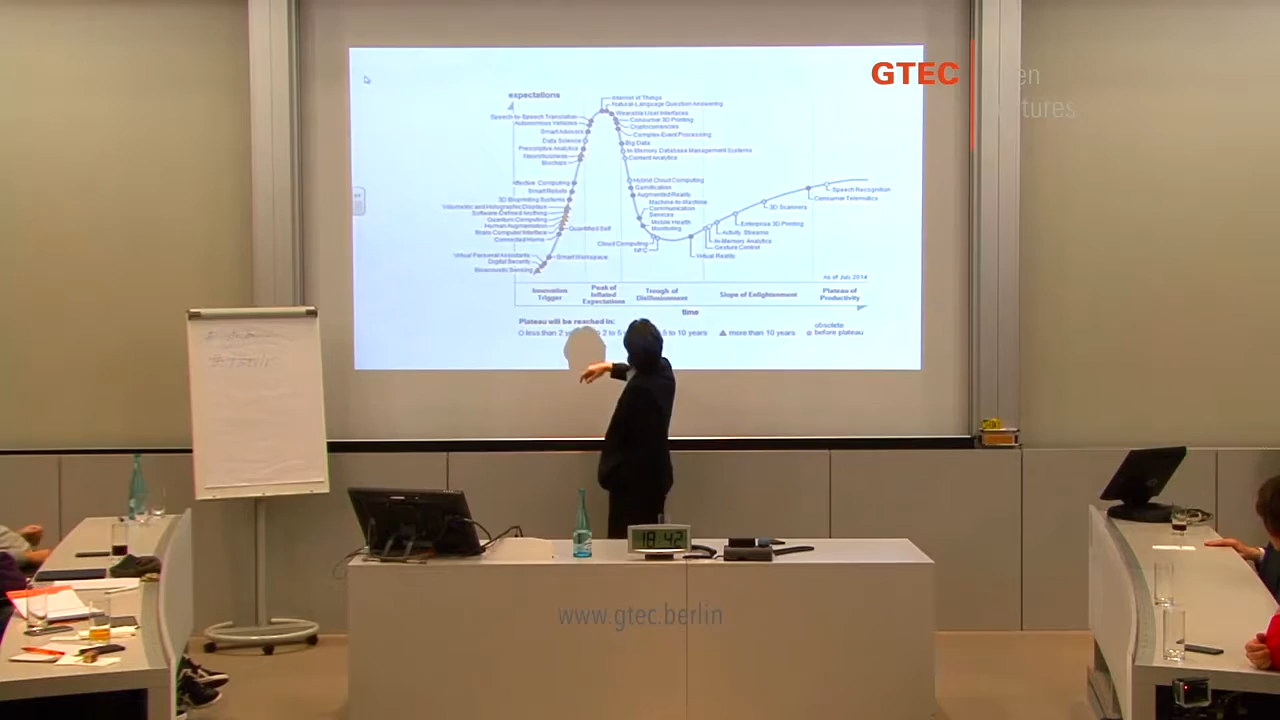 GTEC
en
tures
expectations
Internet of Things
Natural-Language Question Answering
Wearable User Interfaces
Consumer 3D Printing
Cryptocurrencies
Complex-Event Processing
Big Data
In-Memory Database Management Systems
Content Analytics
Speech-to-Speech Translation
Autonomous Vehicles
Smart Advisors
Data Science
Prescriptive Analytics
Neurobusiness
Biochips
Affective Computing
Smart Robots
3D Bioprinting Systems
Volumetric and Holographic Displays
Software-Defined Anything
Quantum Computing
Human Augmentation
Brain-Computer Interface
Connected Home
Quantified Self
Virtual Personal Assistants
Smart Workspace
Digital Security
Bioacoustic Sensing
Hybrid Cloud Computing
Gamification
Augmented Reality
Machine-to-Machine
Communication
Services
Mobile Health
Monitoring
Cloud Computing
NFC
Virtual Reality
Gesture Control
In-Memory Analytics
Activity Streams
Enterprise 3D Printing
3D Scanners
Consumer Telematics
Speech Recognition
As of July 2014
Innovation Trigger
Peak of Inflated Expectations
Trough of Disillusionment
Slope of Enlightenment
Plateau of Productivity
time
Plateau will be reached in:
less than 2 2 to 5 5 to 10 years more than 10 years obsolete before plateau
18:42
www.gtec.berlin